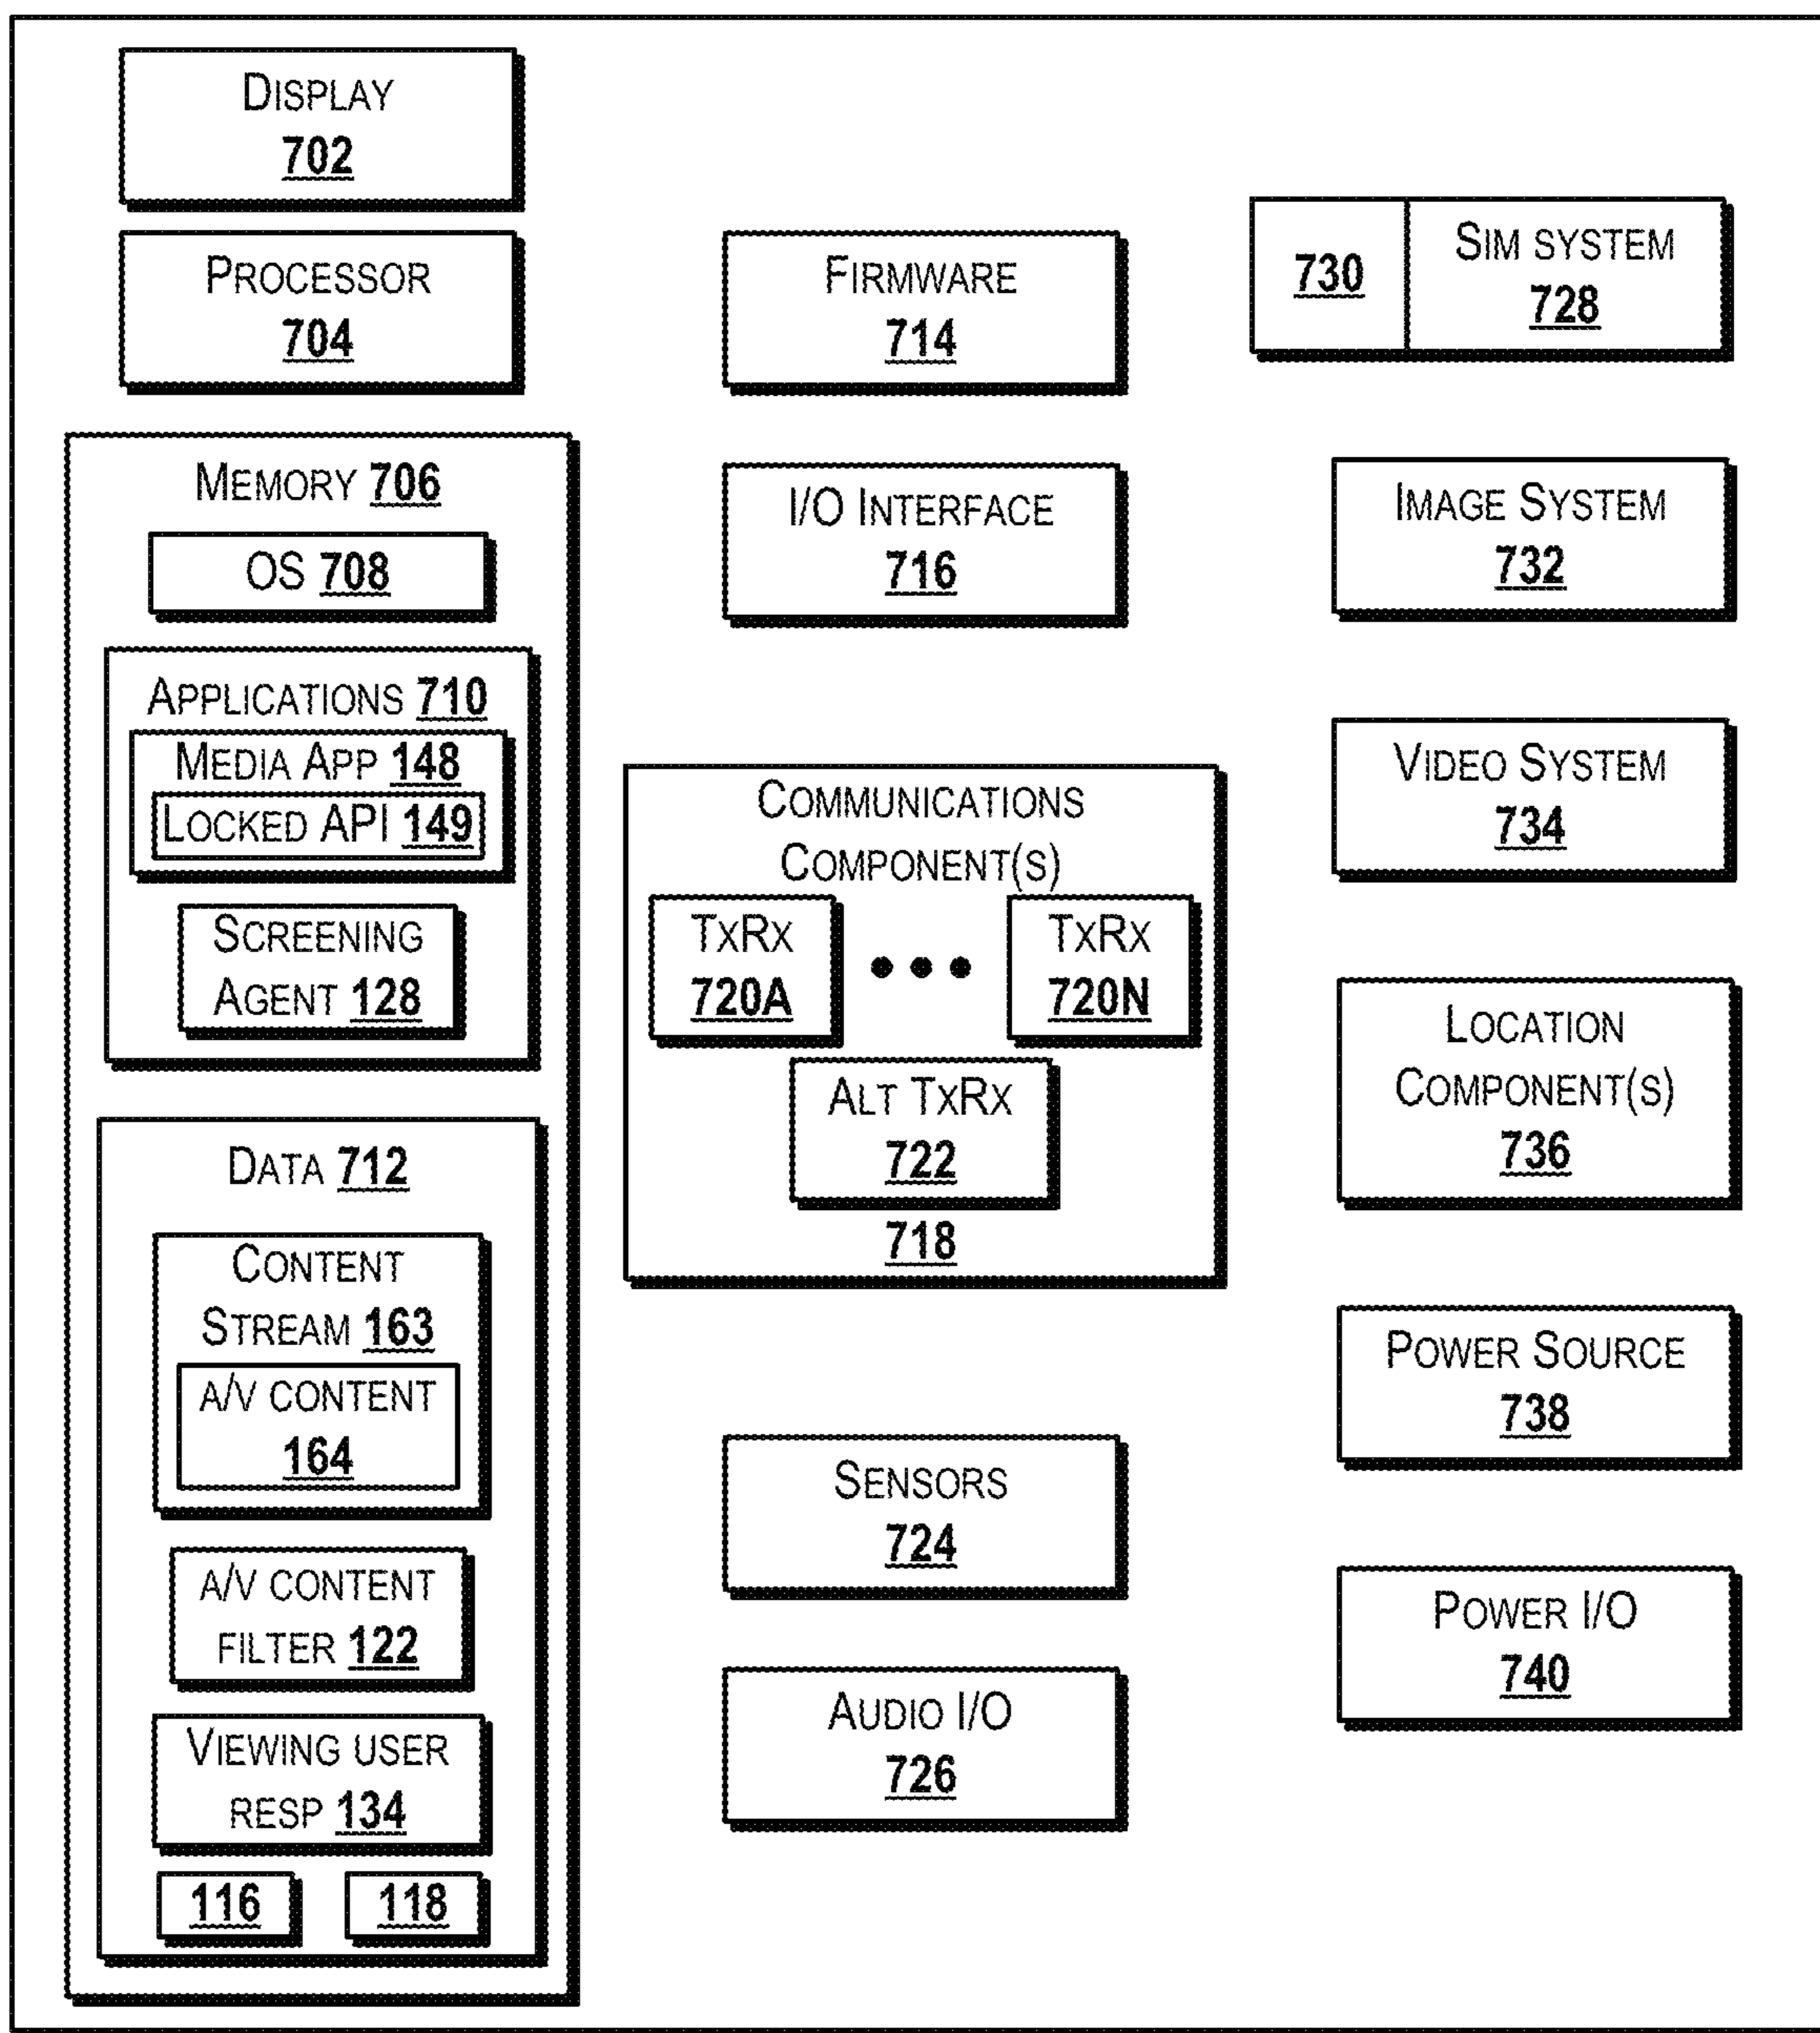 DISPLAY
702
PROCESSOR
704
MEMORY 706
OS 708
APPLICATIONS 710
MEDIA APP 148
LOCKED API 149
SCREENING
AGENT 128
DATA 712
CONTENT
STREAM 163
A/V CONTENT
164
A/V CONTENT
FILTER 122
VIEWING USER
RESP 134
116
118
FIRMWARE
714
I/O INTERFACE
716
COMMUNICATIONS
COMPONENT(S)
TXRX
720A
TXRX
720N
ALT TXRX
722
718
SENSORS
724
AUDIO I/O
726
730
SIM SYSTEM
728
IMAGE SYSTEM
732
VIDEO SYSTEM
734
LOCATION
COMPONENT(S)
736
POWER SOURCE
738
POWER I/O
740